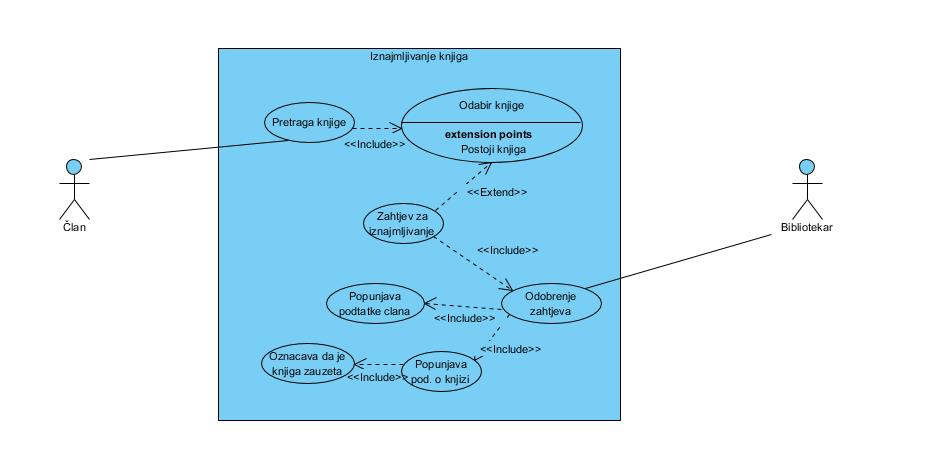 Iznajmljivanje knjiga
Odabir knjige
Pretraga knjige
extension points
<<Include>>
Postoji knjiga
<<Extend>>
Član
Zahtjev za
iznajmljivanje
Bibliotekar
<<Include>>
Popunjava
podtatke clana
Odobrenje
zahtjeva
<<Include>>
<<Include>>
Oznacava da je
knjiga zauzeta
Popunjava
pod. o knjizi
<<Include>>